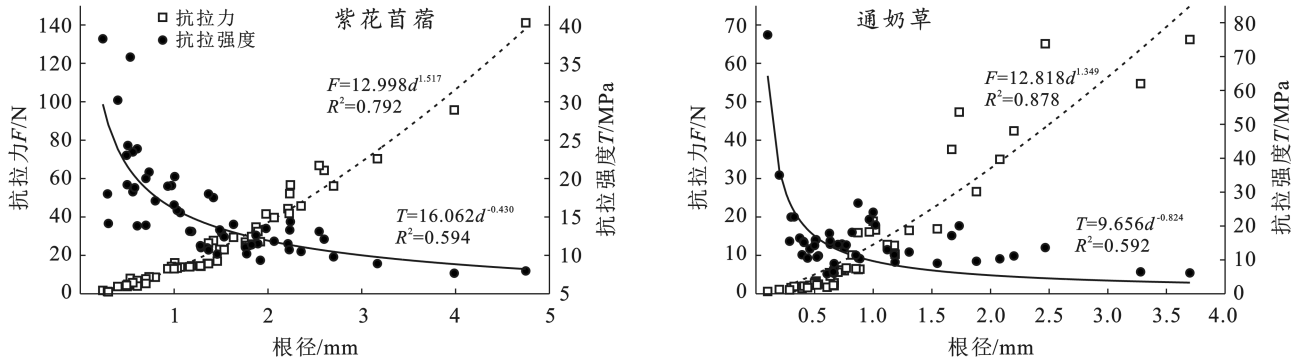 抗拉力
抗拉强度
紫花苜蓿
F=12.998d^1.517
R²=0.792
T=16.062d^-0.430
R²=0.594
140
120
100
80
60
40
20
0
抗拉力F/N
40
35
30
25
20
15
10
5
抗拉强度T/MPa
1
2
3
4
5
根径/mm
通奶草
F=12.818d^1.349
R²=0.878
T=9.656d^-0.824
R²=0.592
70
60
50
40
30
20
10
0
抗拉力F/N
80
70
60
50
40
30
20
10
0
抗拉强度T/MPa
0.5
1.0
1.5
2.0
2.5
3.0
3.5
4.0
根径/mm